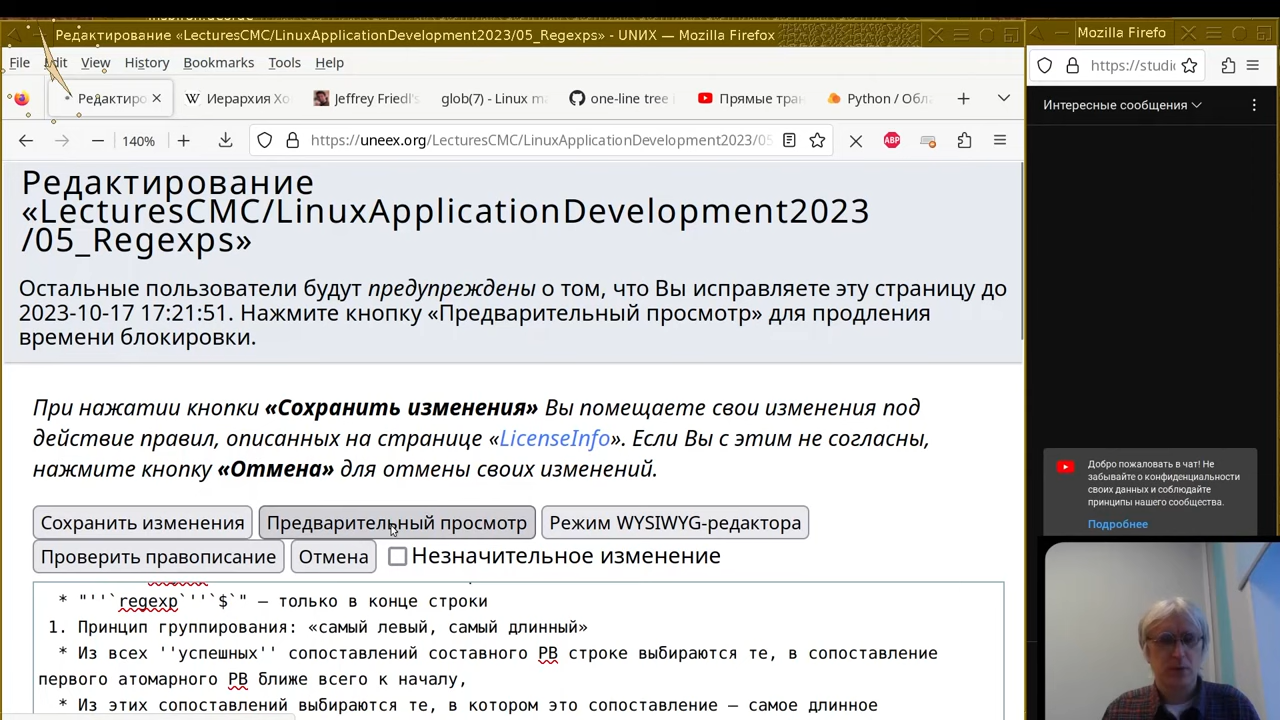 Редактирование «LecturesCMC/LinuxApplicationDevelopment2023/05_Regexps» - UNИX — Mozilla Firefox
Mozilla Firefo
File Edit View History Bookmarks Tools Help
https://studi
Редактиро
Иерархия Хо
Jeffrey Friedl's
glob(7) - Linux m
one-line tree
Прямые тран
Python / Обл
Интересные сообщения
140%
https://uneex.org/LecturesCMC/LinuxApplicationDevelopment2023/05
ABP
Редактирование
«LecturesCMC/LinuxApplicationDevelopment2023
/05_Regexps»
Остальные пользователи будут предупреждены о том, что Вы исправляете эту страницу до
2023-10-17 17:21:51. Нажмите кнопку «Предварительный просмотр» для продления
времени блокировки.
При нажатии кнопки «Сохранить изменения» Вы помещаете свои изменения под
действие правил, описанных на странице «LicenseInfo». Если Вы с этим не согласны,
нажмите кнопку «Отмена» для отмены своих изменений.
Добро пожаловать в чат! Не
забывайте о конфиденциальности
своих данных и соблюдайте
принципы нашего сообщества.
Подробнее
Сохранить изменения Предварительный просмотр Режим WYSIWYG-редактора
Проверить правописание Отмена Незначительное изменение
* "''`regexp`''`$`" — только в конце строки
1. Принцип группирования: «самый левый, самый длинный»
* Из всех ''успешных'' сопоставлений составного РВ строке выбираются те, в сопоставление
первого атомарного РВ ближе всего к началу,
* Из этих сопоставлений выбираются те, в котором это сопоставление — самое длинное